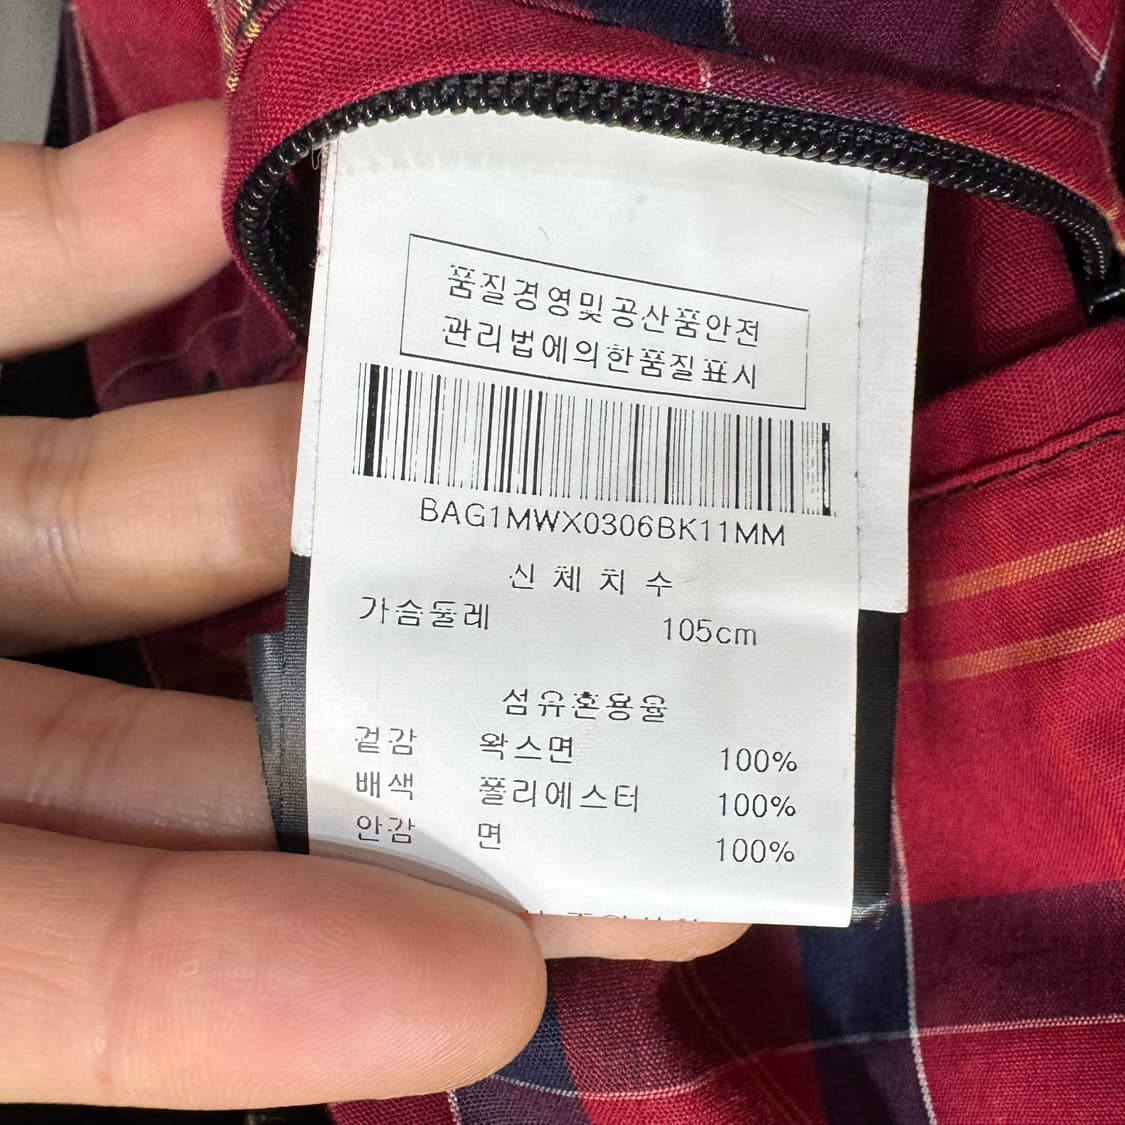 품질경영및공산품안전
관리법에의한품질표시
BAG1MWX0306BK11MM
신 체 치 수
가슴둘레 105cm
섬유혼용율
겉감 왁스면 100%
배색 폴리에스터 100%
안감 면 100%